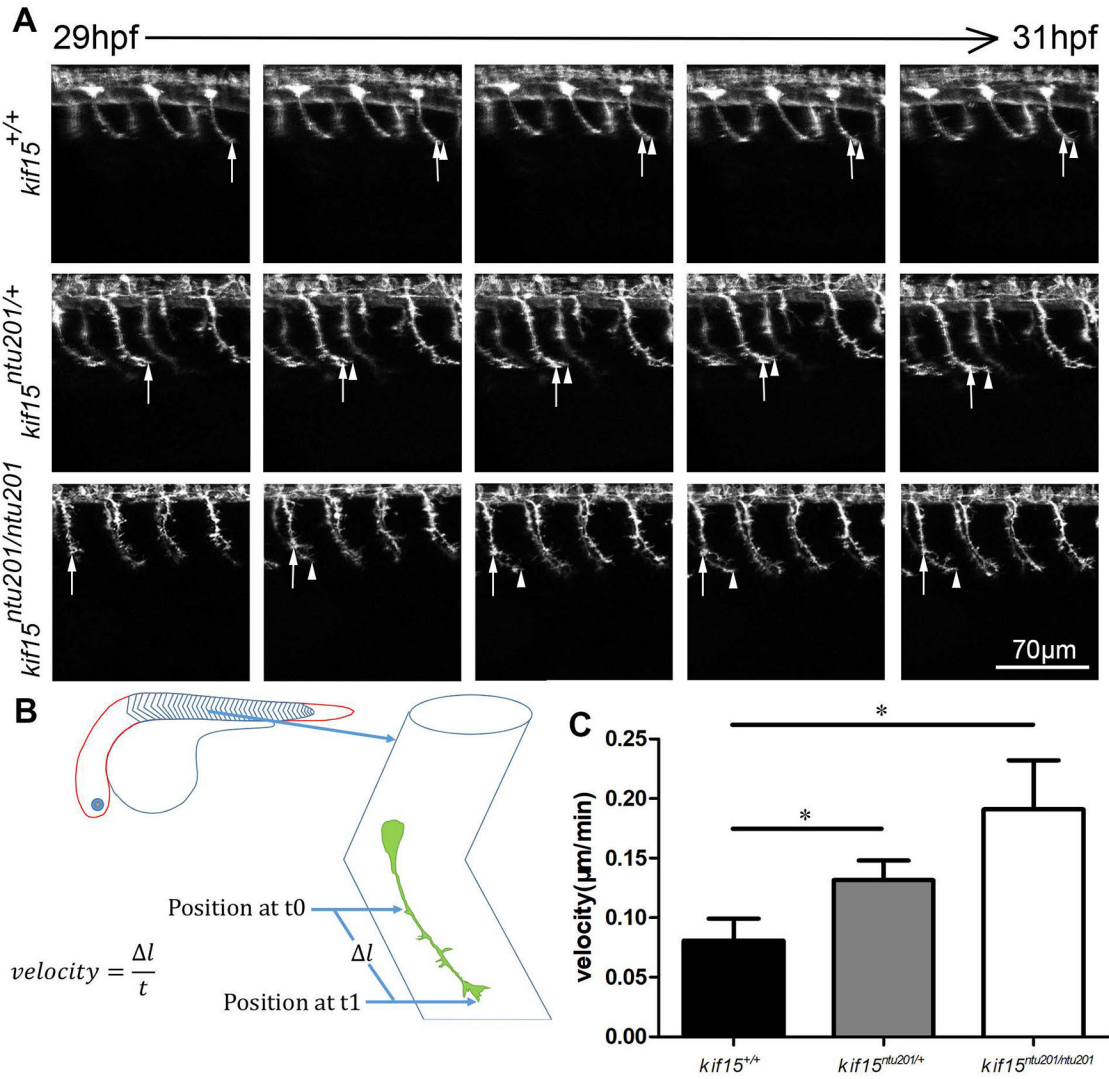 A
29hpf
31hpf
kif15+/+
kif15ntu201/+
kif15ntu201/ntu201
70μm
B
Position at t0
Δl
velocity = Δl/t
Position at t1
C
*
*
velocity(μm/min)
0.25
0.20
0.15
0.10
0.05
0.00
kif15+/+
kif15ntu201/+
kif15ntu201/ntu201